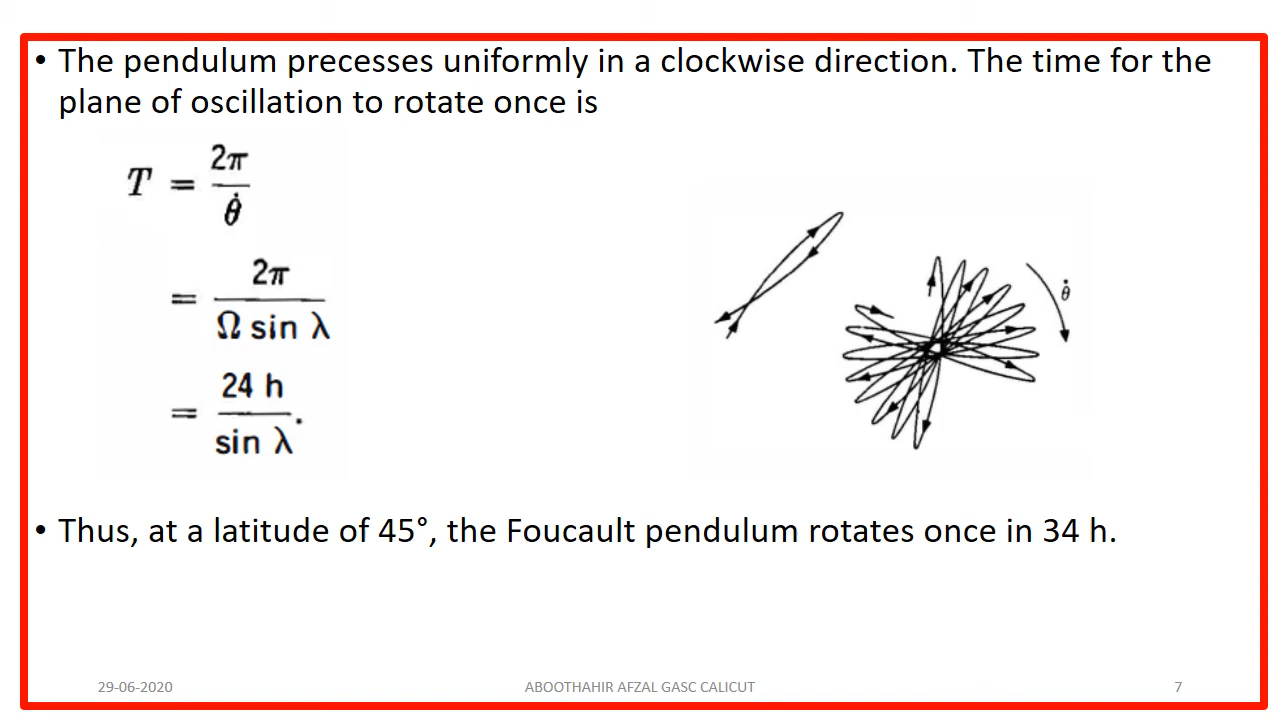 • The pendulum precesses uniformly in a clockwise direction. The time for the
plane of oscillation to rotate once is
T = 2π / θ̇
= 2π / Ω sin λ
= 24 h / sin λ.
θ̇
• Thus, at a latitude of 45°, the Foucault pendulum rotates once in 34 h.
29-06-2020
ABOOTHAHIR AFZAL GASC CALICUT
7